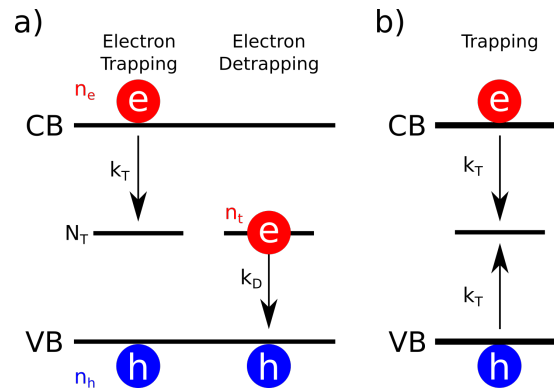 a)
Electron
Trapping
Electron
Detrapping
n_e
e
CB
k_T
N_T
n_t
e
k_D
VB
n_h
h
h
b)
Trapping
e
CB
k_T
k_T
VB
h